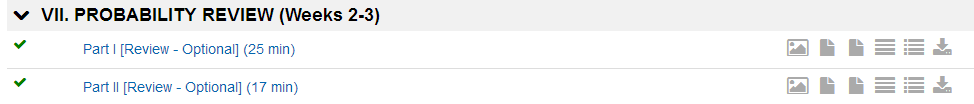 VII. PROBABILITY REVIEW (Weeks 2-3)
Part I [Review - Optional] (25 min)
Part II [Review - Optional] (17 min)